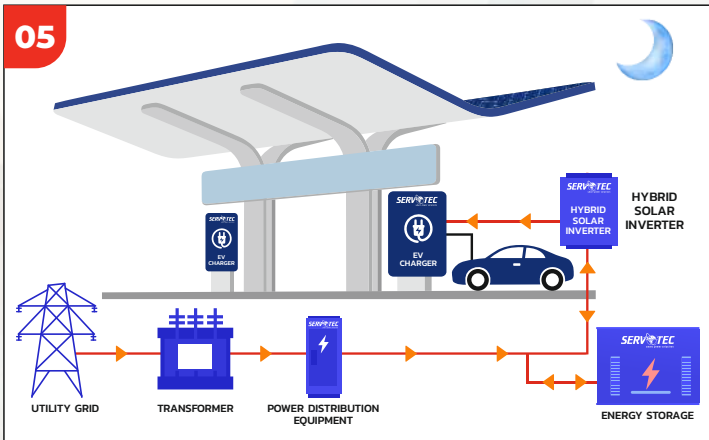 05
SERVOTEC
EV
CHARGER
SERVOTEC
EV
CHARGER
SERVOTEC
HYBRID
SOLAR
INVERTER
HYBRID
SOLAR
INVERTER
SERVOTEC
SERVOTEC
UTILITY GRID
TRANSFORMER
POWER DISTRIBUTION
EQUIPMENT
ENERGY STORAGE